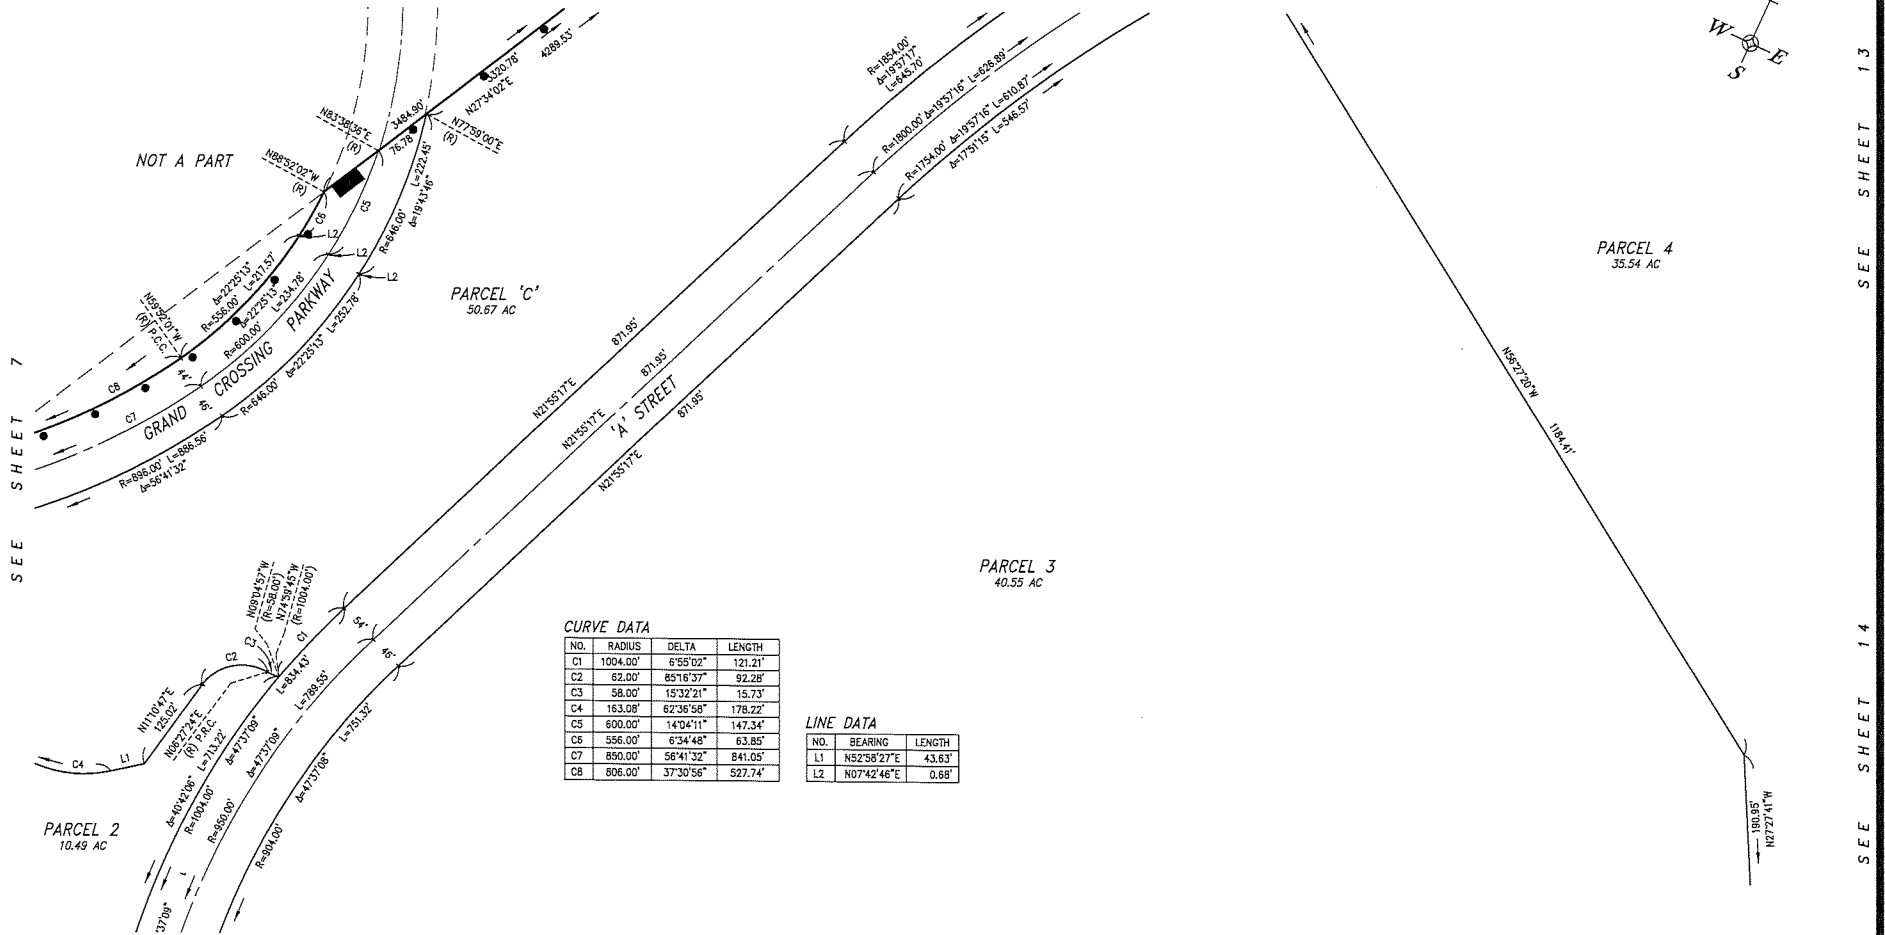 W
E
S
SEE SHEET 13
SEE SHEET 14
SEE SHEET 7
NOT A PART
4289.53'
3320.78'
N27°34'02"E
3484.90'
76.78'
N83°38'36"E
(R)
N77°59'00"E
(R)
N88°52'02"W
(R)
C6
C5
L2
L2
L2
L=222.45'
Δ=19°43'46"
R=646.00'
Δ=22°25'13"
R=556.00' L=217.57'
Δ=22°25'13"
R=600.00' L=234.78'
N59°52'01"W
(R) P.C.C.
44'
46'
C8
C7
GRAND CROSSING PARKWAY
R=646.00' Δ=22°25'13" L=252.78'
R=896.00' L=886.56'
Δ=56°41'32"
PARCEL 'C'
50.67 AC
R=1854.00'
Δ=19°57'17"
L=645.70'
R=1800.00' Δ=19°57'16" L=626.89'
R=1754.00' Δ=19°57'16" L=610.87'
Δ=17°51'15" L=546.57'
871.95'
N21°55'17"E
871.95'
N21°55'17"E
'A' STREET
871.95'
N21°55'17"E
PARCEL 4
35.54 AC
N56°27'20"W
1184.41'
190.95'
N27°27'41"W
PARCEL 3
40.55 AC
N09°04'57"W
(R=58.00')
N74°59'45"W
(R=1004.00')
C3
C1
C2
54'
46'
N11°10'47"E
125.02'
N06°27'24"E
(R) P.R.C.
L1
C4
L=834.43'
L=789.55'
L=751.32'
Δ=47°37'09"
Δ=47°37'09"
Δ=47°37'08"
Δ=40°42'06" L=713.22'
R=1004.00'
R=950.00'
R=904.00'
37'09"
PARCEL 2
10.49 AC
CURVE DATA
NO. RADIUS DELTA LENGTH
C1 1004.00' 6°55'02" 121.21'
C2 62.00' 85°16'37" 92.28'
C3 58.00' 15°32'21" 15.73'
C4 163.08' 62°36'58" 178.22'
C5 600.00' 14°04'11" 147.34'
C6 556.00' 6°34'48" 63.85'
C7 850.00' 56°41'32" 841.05'
C8 806.00' 37°30'56" 527.74'
LINE DATA
NO. BEARING LENGTH
L1 N52°58'27"E 43.63'
L2 N07°42'46"E 0.68'